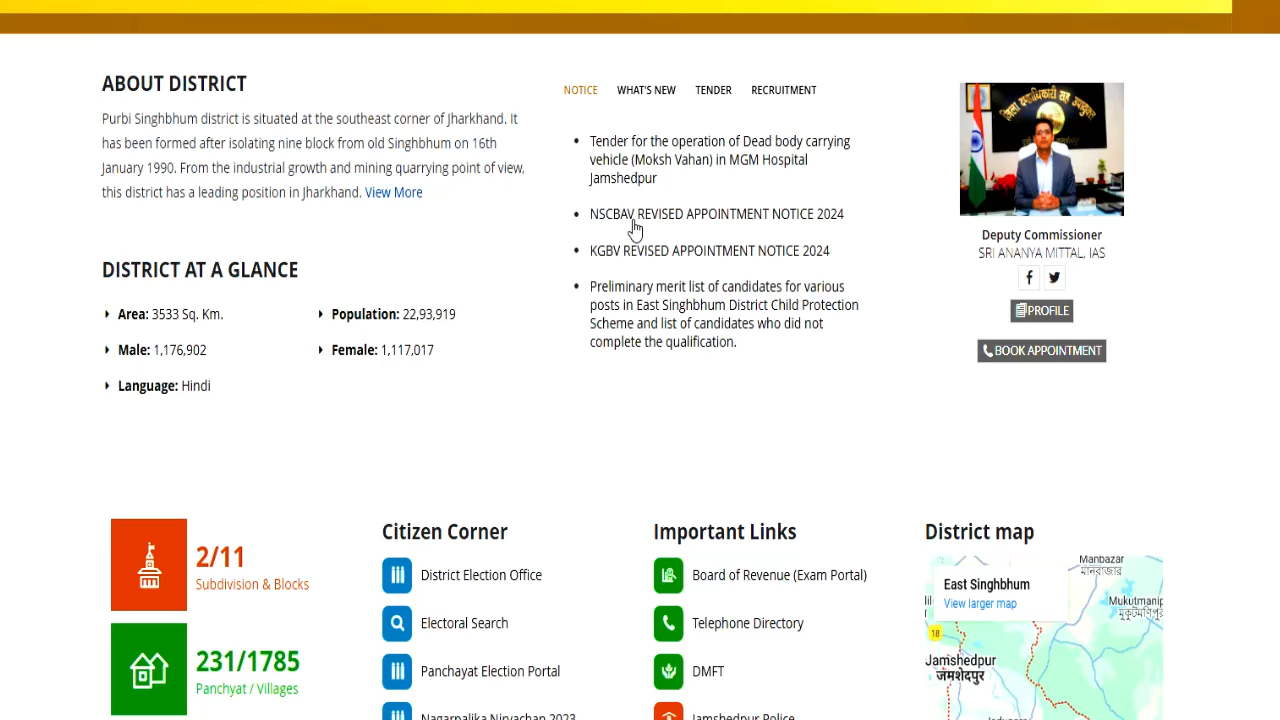 ABOUT DISTRICT
Purbi Singhbhum district is situated at the southeast corner of Jharkhand. It
has been formed after isolating nine block from old Singhbhum on 16th
January 1990. From the industrial growth and mining quarrying point of view,
this district has a leading position in Jharkhand. View More
DISTRICT AT A GLANCE
Area: 3533 Sq. Km.
Population: 22,93,919
Male: 1,176,902
Female: 1,117,017
Language: Hindi
NOTICE WHAT'S NEW TENDER RECRUITMENT
Tender for the operation of Dead body carrying
vehicle (Moksh Vahan) in MGM Hospital
Jamshedpur
NSCBAV REVISED APPOINTMENT NOTICE 2024
KGBV REVISED APPOINTMENT NOTICE 2024
Preliminary merit list of candidates for various
posts in East Singhbhum District Child Protection
Scheme and list of candidates who did not
complete the qualification.
Deputy Commissioner
SRI ANANYA MITTAL, IAS
PROFILE
BOOK APPOINTMENT
2/11
Subdivision & Blocks
231/1785
Panchyat / Villages
Citizen Corner
District Election Office
Electoral Search
Panchayat Election Portal
Nagarpalika Nirvachan 2023
Important Links
Board of Revenue (Exam Portal)
Telephone Directory
DMFT
Jamshedpur Police
District map
East Singhbhum
View larger map
Manbazar
मানবাজার
Mukutmanip
18
Jamshedpur
जमशेदपुर